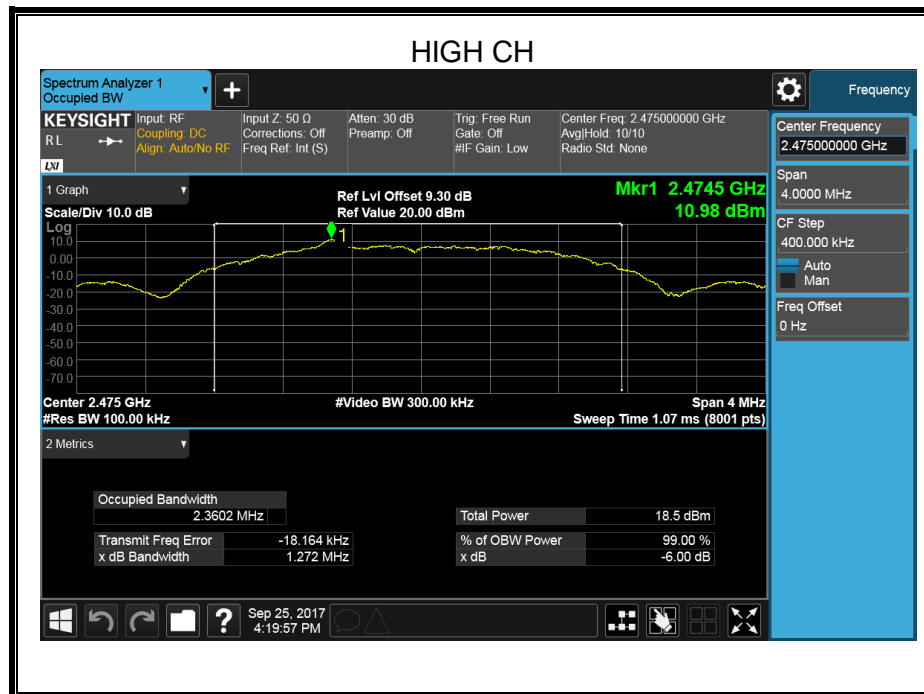 HIGH CH
Spectrum Analyzer 1
Occupied BW
+
Frequency
KEYSIGHT
R L
LXI
Input: RF
Coupling: DC
Align: Auto/No RF
Input Z: 50 Ω
Corrections: Off
Freq Ref: Int (S)
Atten: 30 dB
Preamp: Off
Trig: Free Run
Gate: Off
#IF Gain: Low
Center Freq: 2.475000000 GHz
Avg|Hold: 10/10
Radio Std: None
Center Frequency
2.475000000 GHz
Span
4.0000 MHz
CF Step
400.000 kHz
Auto
Man
Freq Offset
0 Hz
1 Graph
Scale/Div 10.0 dB
Ref Lvl Offset 9.30 dB
Ref Value 20.00 dBm
Mkr1 2.4745 GHz
10.98 dBm
Log
10.0
0.00
-10.0
-20.0
-30.0
-40.0
-50.0
-60.0
-70.0
1
Center 2.475 GHz
#Res BW 100.00 kHz
#Video BW 300.00 kHz
Span 4 MHz
Sweep Time 1.07 ms (8001 pts)
2 Metrics
Occupied Bandwidth
2.3602 MHz
Transmit Freq Error -18.164 kHz
x dB Bandwidth 1.272 MHz
Total Power 18.5 dBm
% of OBW Power 99.00 %
x dB -6.00 dB
?
Sep 25, 2017
4:19:57 PM